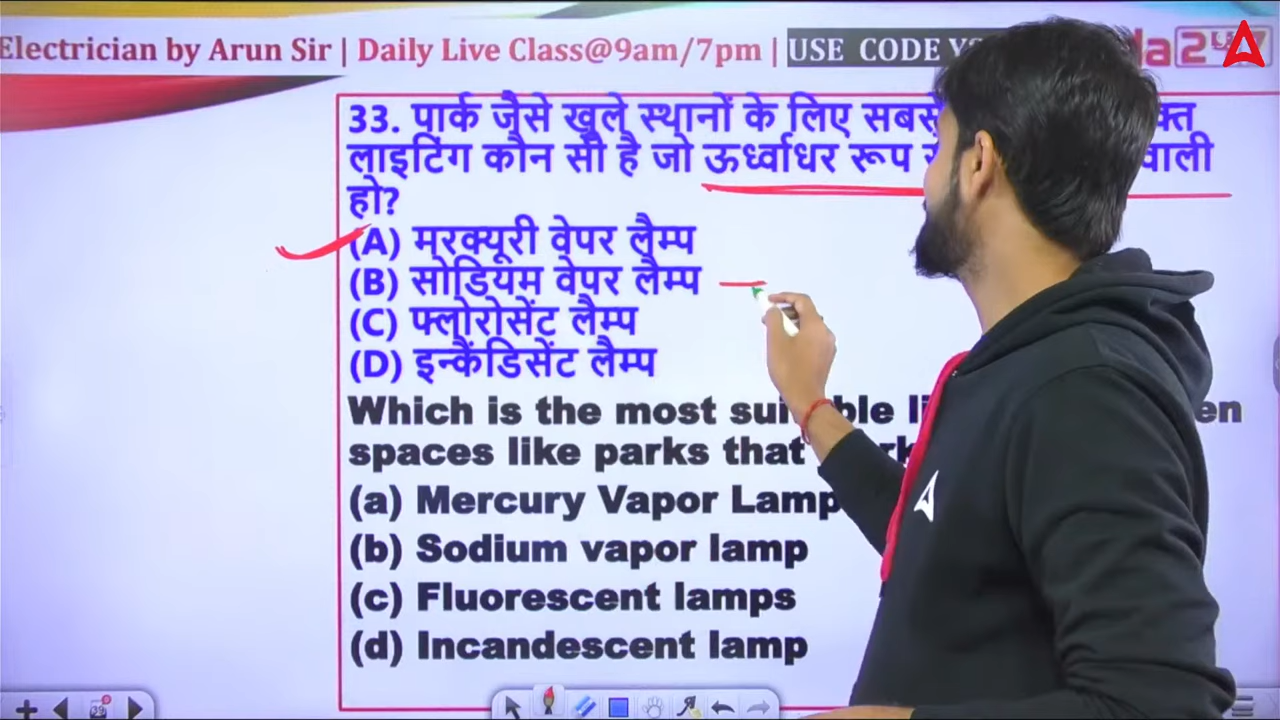 Electrician by Arun Sir | Daily Live Class@9am/7pm | USE CODE
33. पार्क जैसे खुले स्थानों के लिए
लाइटिंग कौन सी है जो ऊर्ध्वाधर रूप वाली
हो?
(A) मरक्यूरी वेपर लैम्प
(B) सोडियम वेपर लैम्प
(C) फ्लोरोसेंट लैम्प
(D) इन्कैंडिसेंट लैम्प
Which is the most
spaces like parks that
(a) Mercury Vapor Lamp
(b) Sodium vapor lamp
(c) Fluorescent lamps
(d) Incandescent lamp
39